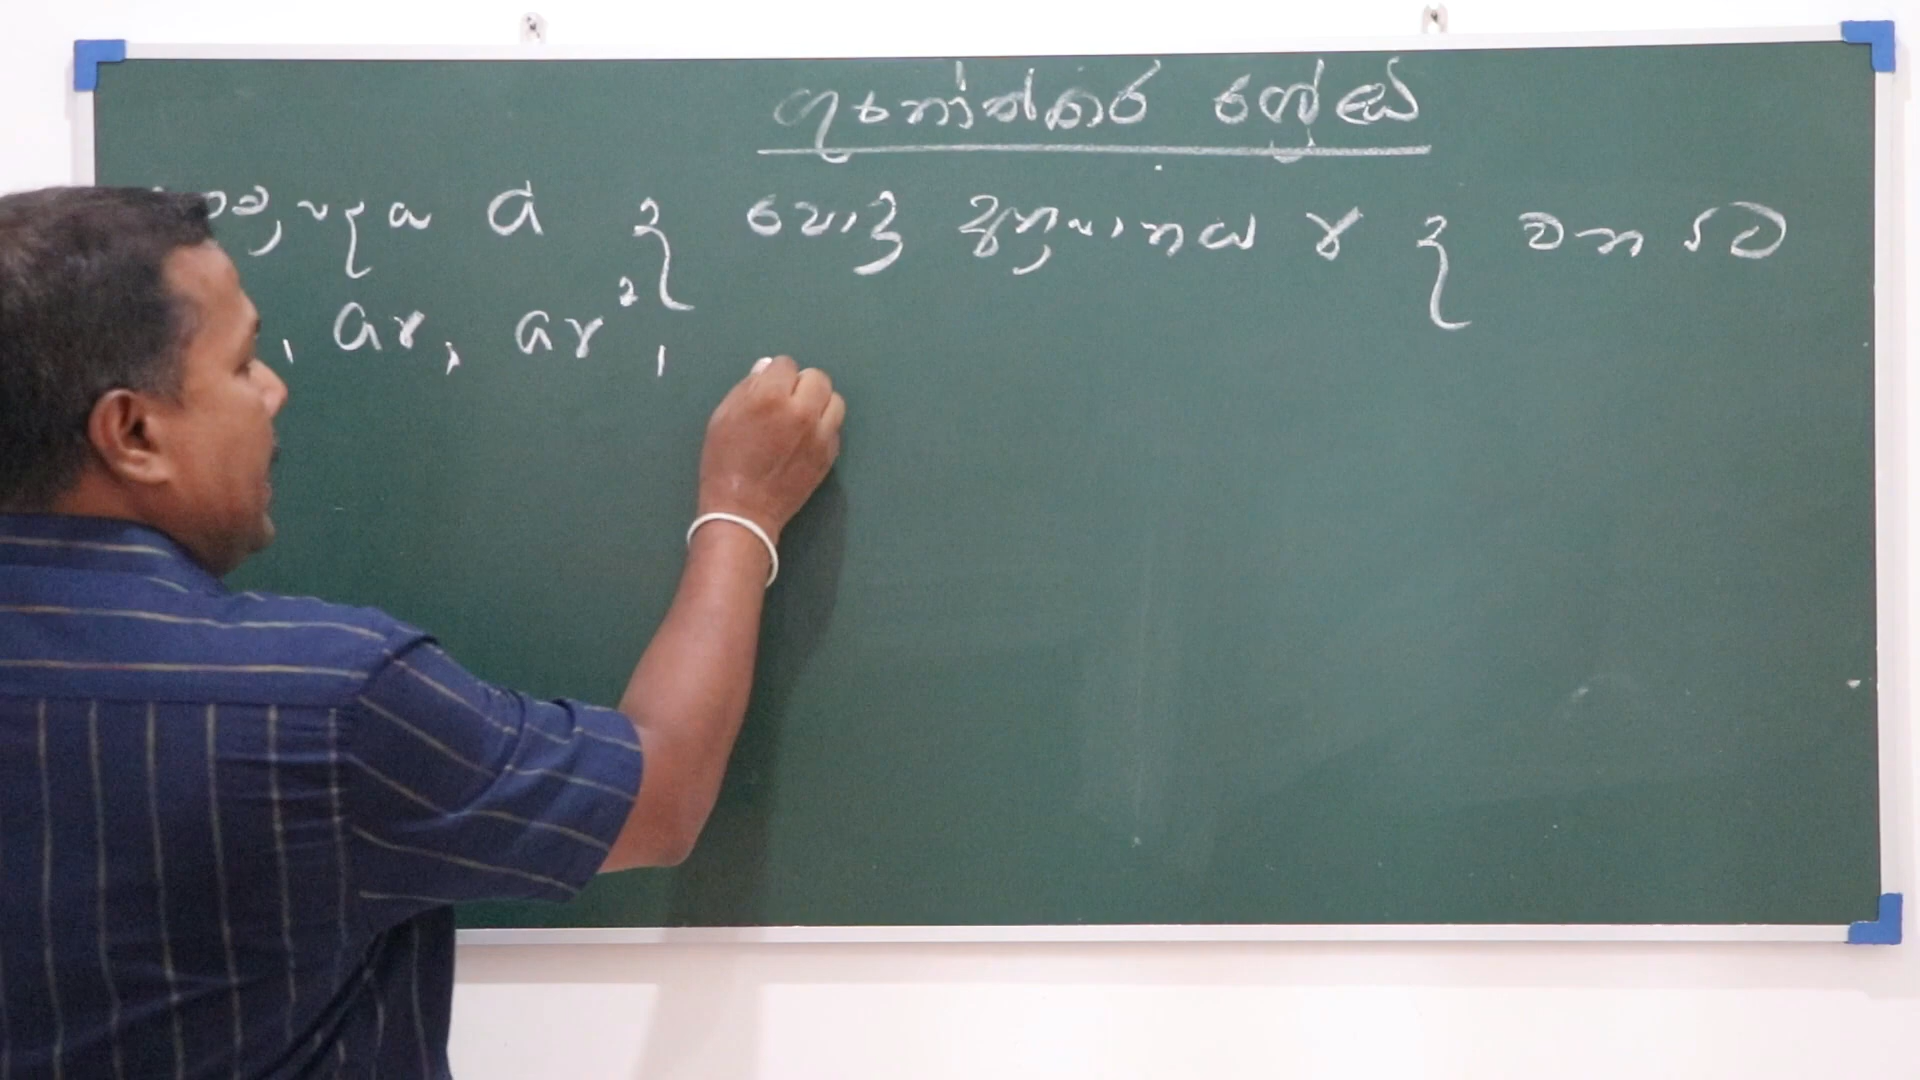 ගුණෝත්තර ශ්‍රේඪි
පදය a ද පොදු අනුපාතය r ද වන විට
, ar, ar²,